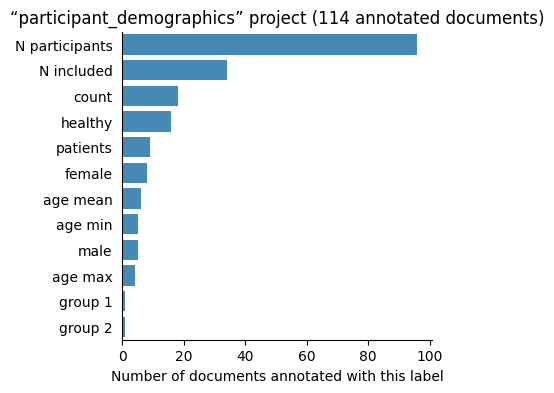 “participant_demographics” project (114 annotated documents)
N participants
N included
count
healthy
patients
female
age mean
age min
male
age max
group 1
group 2
0 20 40 60 80 100
Number of documents annotated with this label